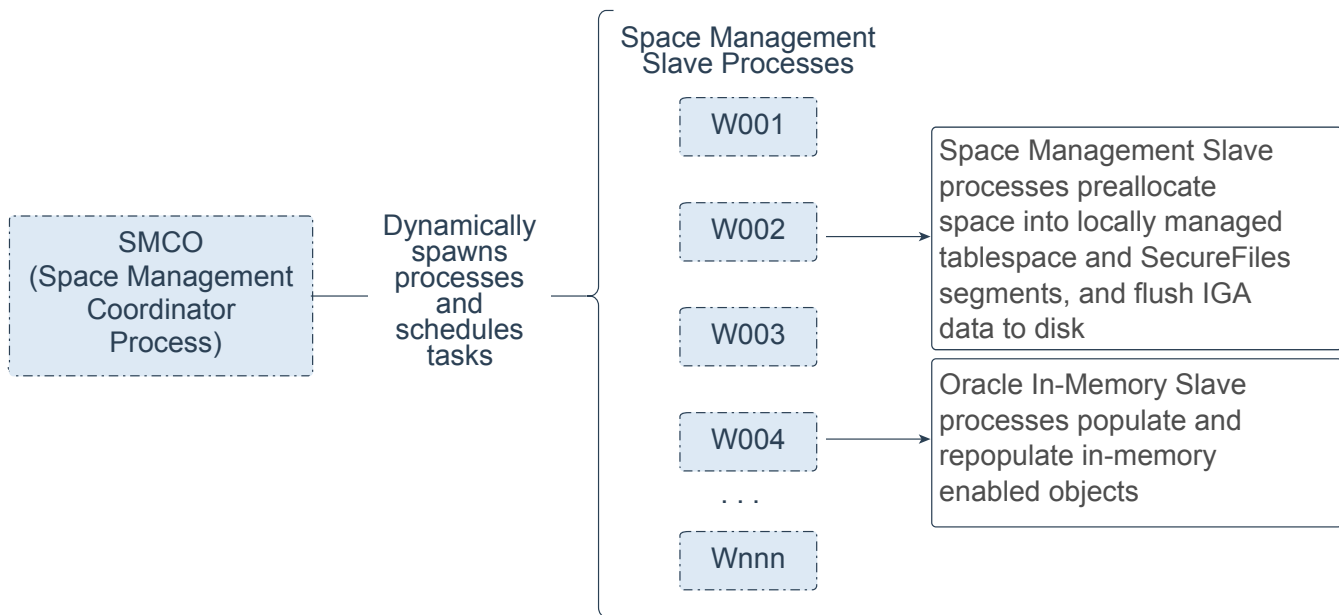 SMCO
(Space Management
Coordinator
Process)
Dynamically
spawns
processes
and
schedules
tasks
Space Management
Slave Processes
W001
W002
W003
W004
. . .
Wnnn
Space Management Slave
processes preallocate
space into locally managed
tablespace and SecureFiles
segments, and flush IGA
data to disk
Oracle In-Memory Slave
processes populate and
repopulate in-memory
enabled objects